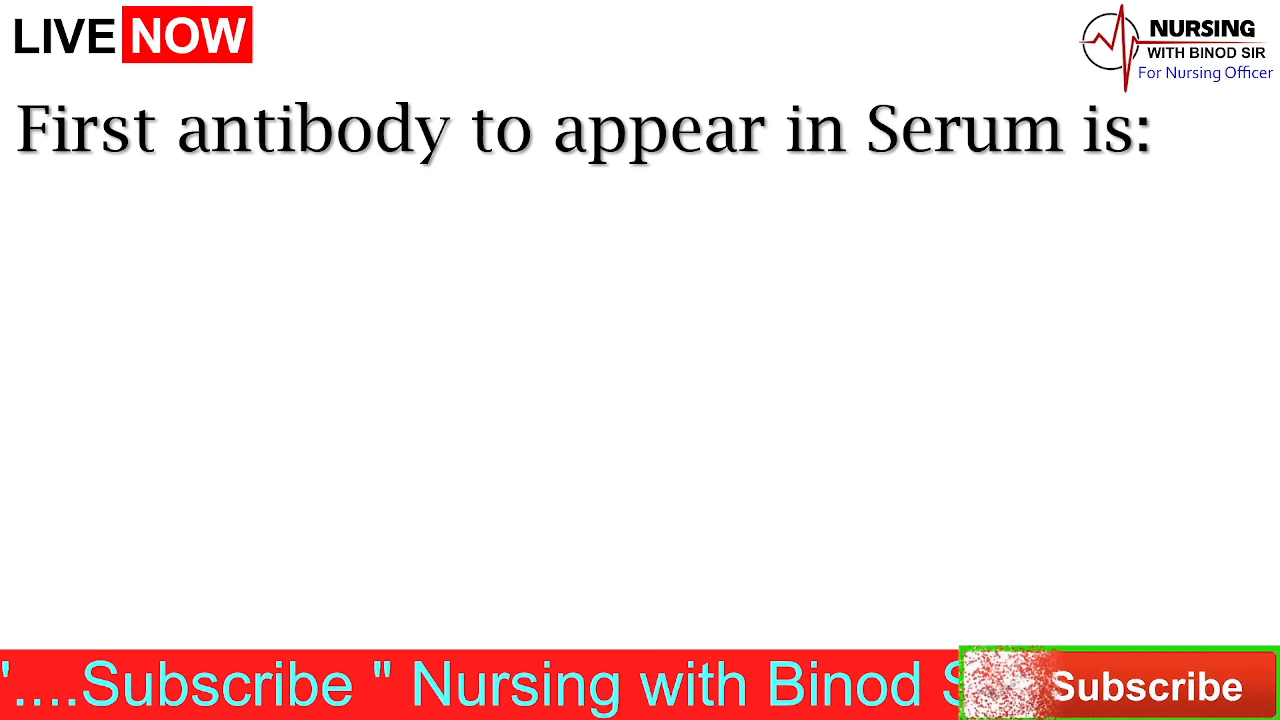 LIVE NOW
NURSING
WITH BINOD SIR
For Nursing Officer
First antibody to appear in Serum is:
'....Subscribe " Nursing with Binod
Subscribe